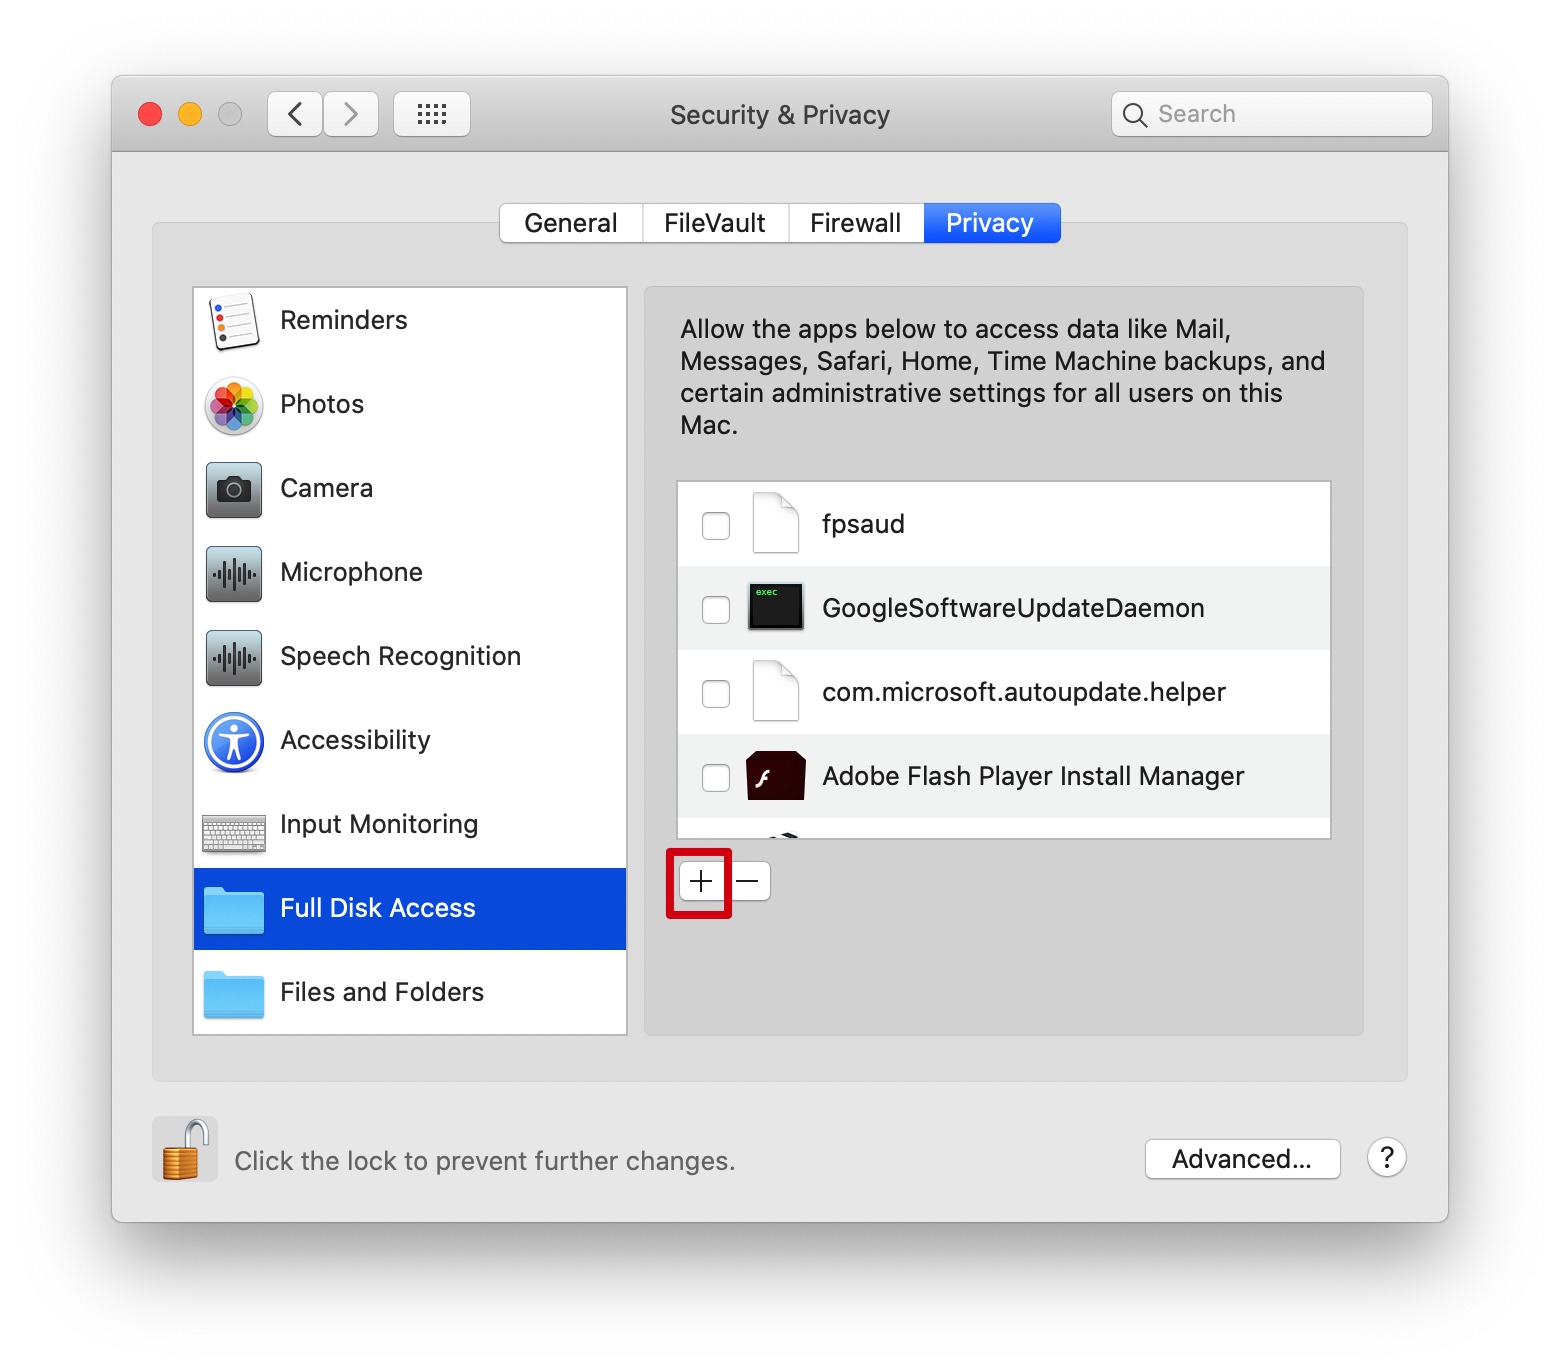 Security & Privacy
Search
General
FileVault
Firewall
Privacy
Reminders
Photos
Camera
Microphone
Speech Recognition
Accessibility
Input Monitoring
Full Disk Access
Files and Folders
Allow the apps below to access data like Mail,
Messages, Safari, Home, Time Machine backups, and
certain administrative settings for all users on this
Mac.
fpsaud
exec
GoogleSoftwareUpdateDaemon
com.microsoft.autoupdate.helper
Adobe Flash Player Install Manager
Click the lock to prevent further changes.
Advanced...
?